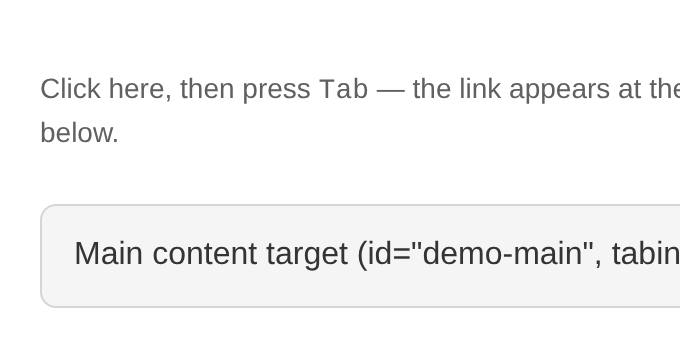 Click here, then press Tab — the link appears at the
below.
Main content target (id="demo-main", tabin